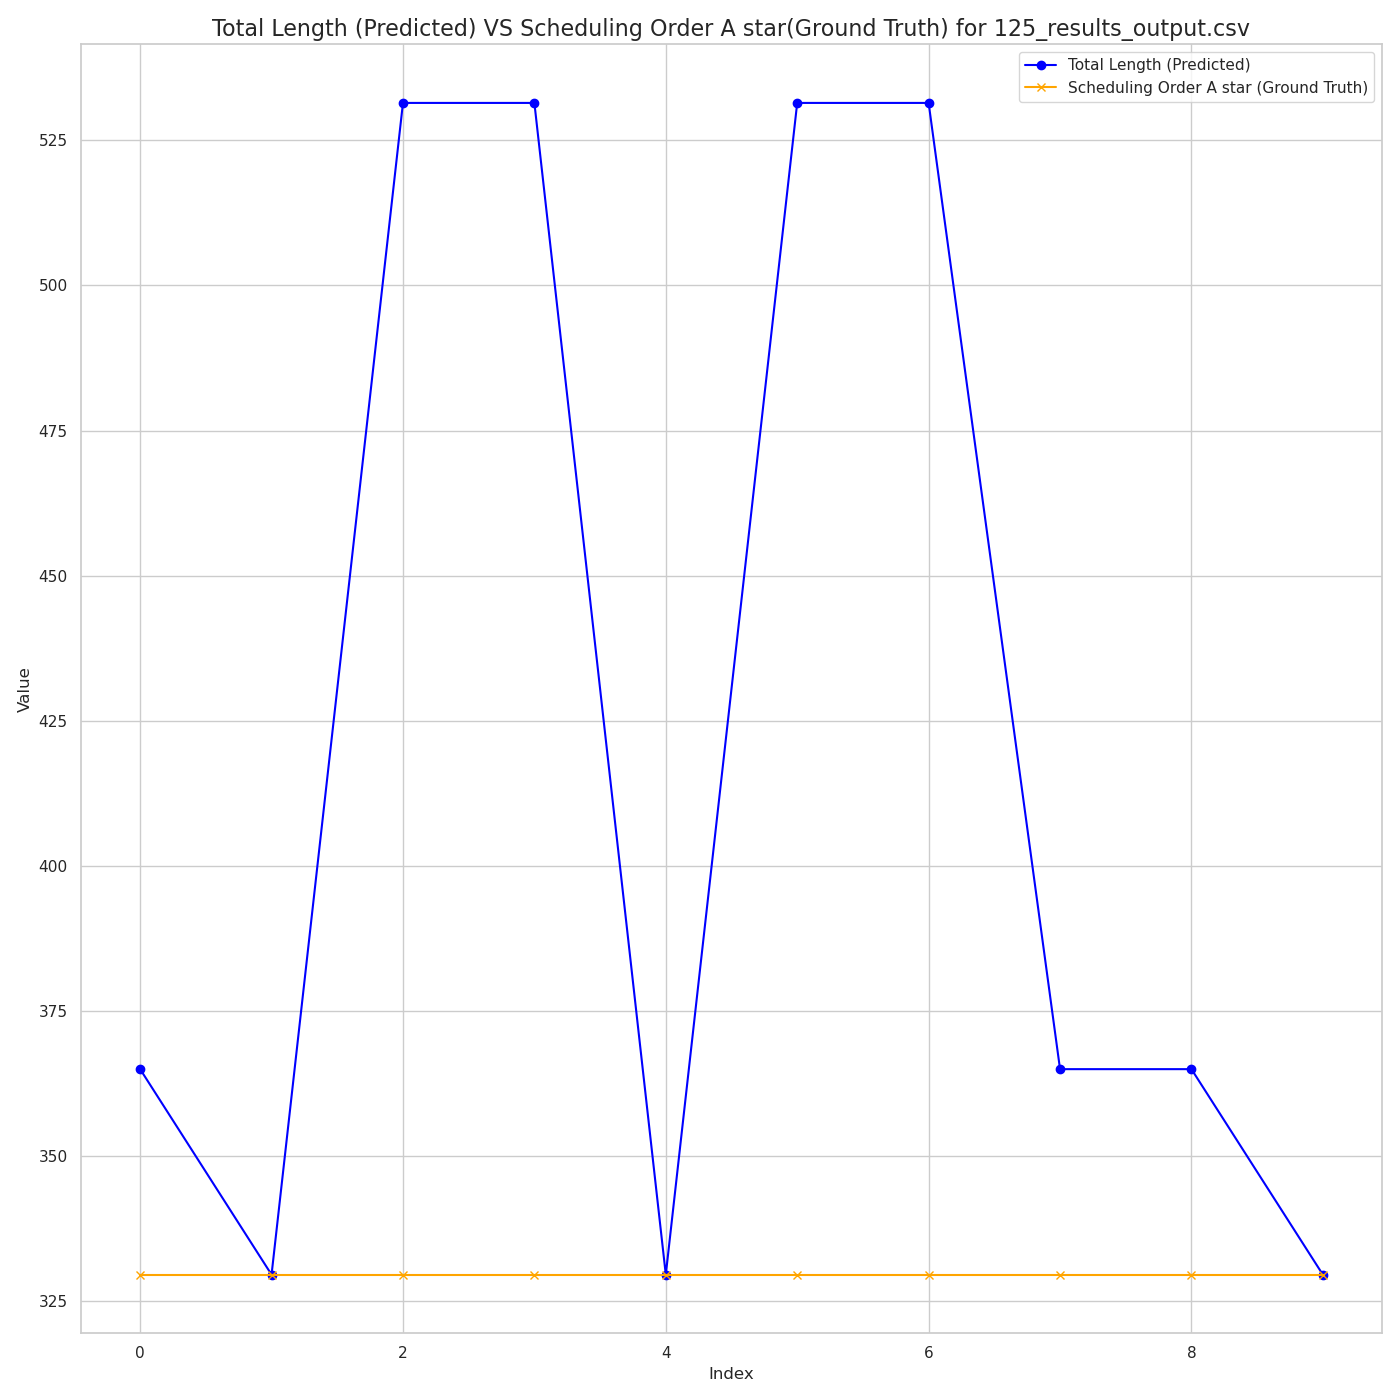 Total Length (Predicted) VS Scheduling Order A star(Ground Truth) for 125_results_output.csv
Total Length (Predicted)
Scheduling Order A star (Ground Truth)
525
500
475
450
425
400
375
350
325
Value
0 2 4 6 8
Index